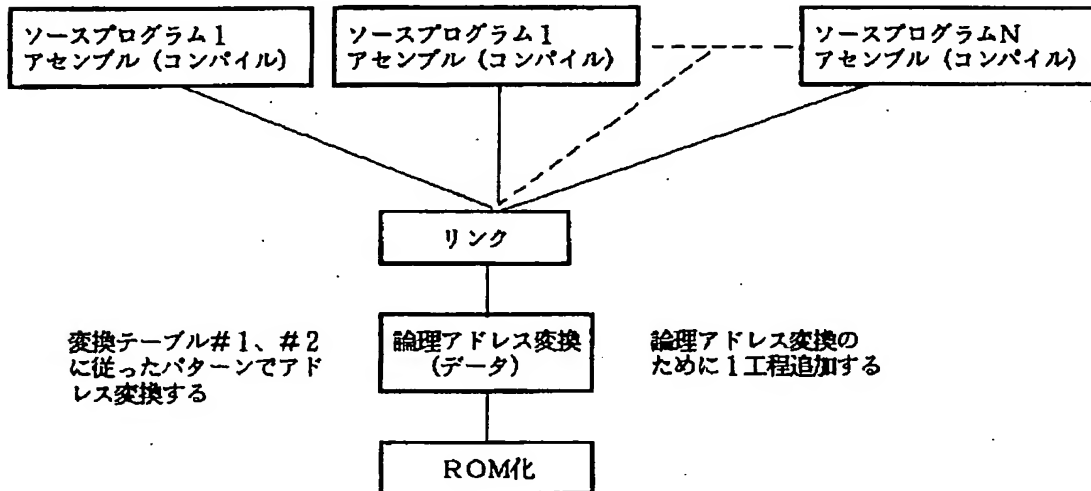 ソースプログラム1
アセンブル (コンパイル)
ソースプログラム1
アセンブル (コンパイル)
ソースプログラムN
アセンブル (コンパイル)
リンク
変換テーブル#1、#2
に従ったパターンでアド
レス変換する
論理アドレス変換
(データ)
論理アドレス変換の
ために1工程追加する
ROM化